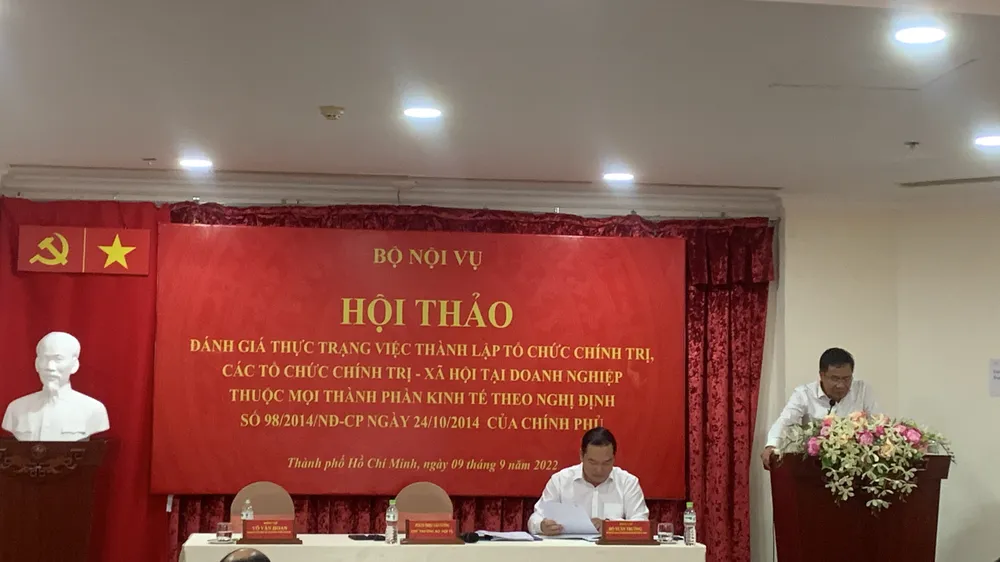 BỘ NỘI VỤ
HỘI THẢO
ĐÁNH GIÁ THỰC TRẠNG VIỆC THÀNH LẬP TỔ CHỨC CHÍNH TRỊ,
CÁC TỔ CHỨC CHÍNH TRỊ - XÃ HỘI TẠI DOANH NGHIỆP
THUỘC MỌI THÀNH PHẦN KINH TẾ THEO NGHỊ ĐỊNH
SỐ 98/2014/NĐ-CP NGÀY 24/10/2014 CỦA CHÍNH PHỦ
Thành phố Hồ Chí Minh, ngày 09 tháng 9 năm 2022